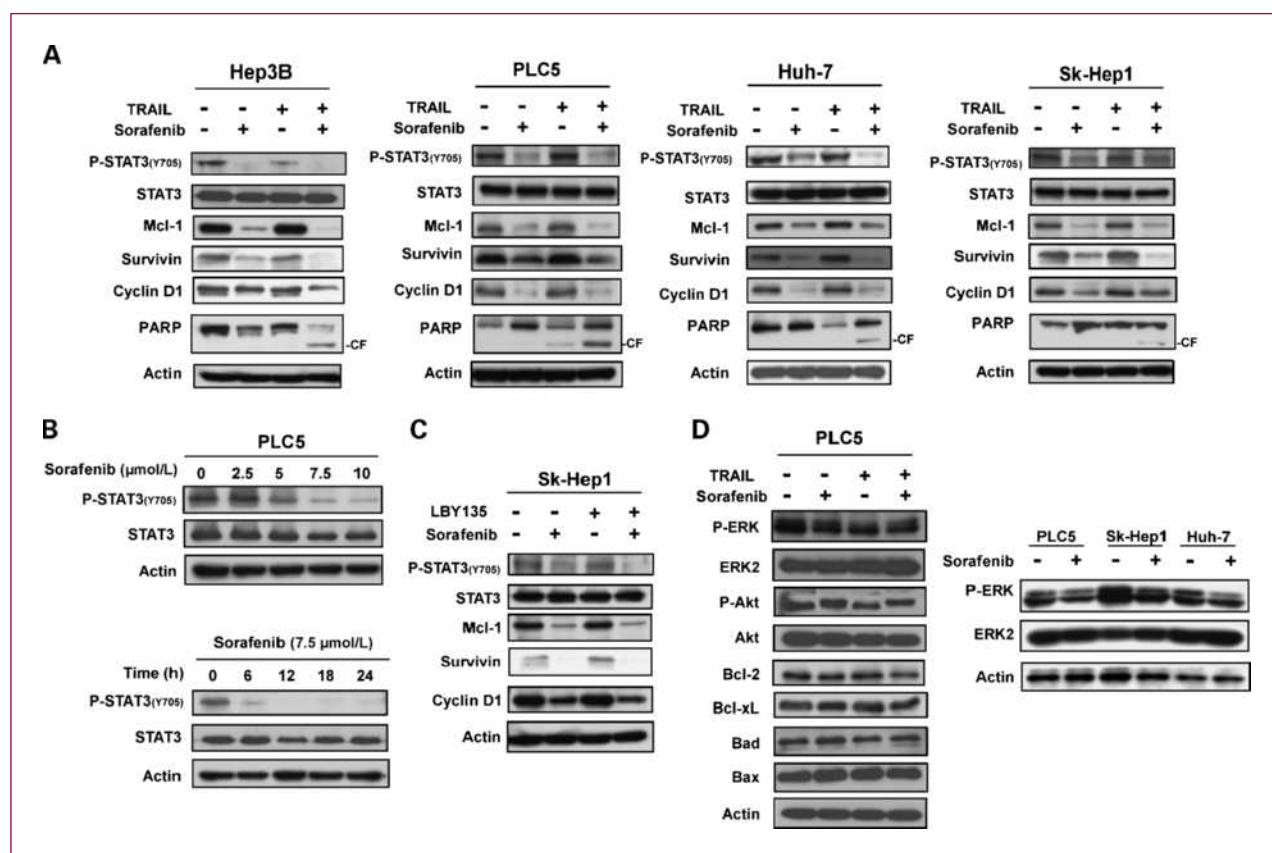 A
Hep3B
TRAIL - - + +
Sorafenib - + - +
P-STAT3(Y705)
STAT3
Mcl-1
Survivin
Cyclin D1
PARP
-CF
Actin
PLC5
TRAIL - - + +
Sorafenib - + - +
P-STAT3(Y705)
STAT3
Mcl-1
Survivin
Cyclin D1
PARP
-CF
Actin
Huh-7
TRAIL - - + +
Sorafenib - + - +
P-STAT3(Y705)
STAT3
Mcl-1
Survivin
Cyclin D1
PARP
-CF
Actin
Sk-Hep1
TRAIL - - + +
Sorafenib - + - +
P-STAT3(Y705)
STAT3
Mcl-1
Survivin
Cyclin D1
PARP
-CF
Actin
B
PLC5
Sorafenib (µmol/L)
0 2.5 5 7.5 10
P-STAT3(Y705)
STAT3
Actin
Sorafenib (7.5 µmol/L)
Time (h) 0 6 12 18 24
P-STAT3(Y705)
STAT3
Actin
C
Sk-Hep1
LBY135 - - + +
Sorafenib - + - +
P-STAT3(Y705)
STAT3
Mcl-1
Survivin
Cyclin D1
Actin
D
PLC5
TRAIL - - + +
Sorafenib - + - +
P-ERK
ERK2
P-Akt
Akt
Bcl-2
Bcl-xL
Bad
Bax
Actin
PLC5 Sk-Hep1 Huh-7
Sorafenib - + - + - +
P-ERK
ERK2
Actin